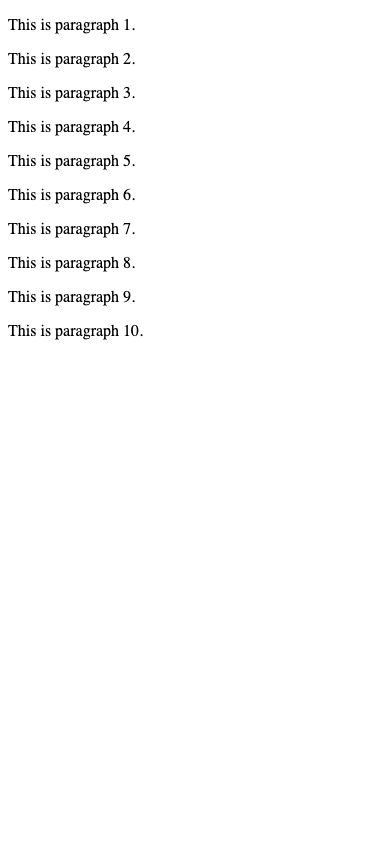 This is paragraph 1.
This is paragraph 2.
This is paragraph 3.
This is paragraph 4.
This is paragraph 5.
This is paragraph 6.
This is paragraph 7.
This is paragraph 8.
This is paragraph 9.
This is paragraph 10.